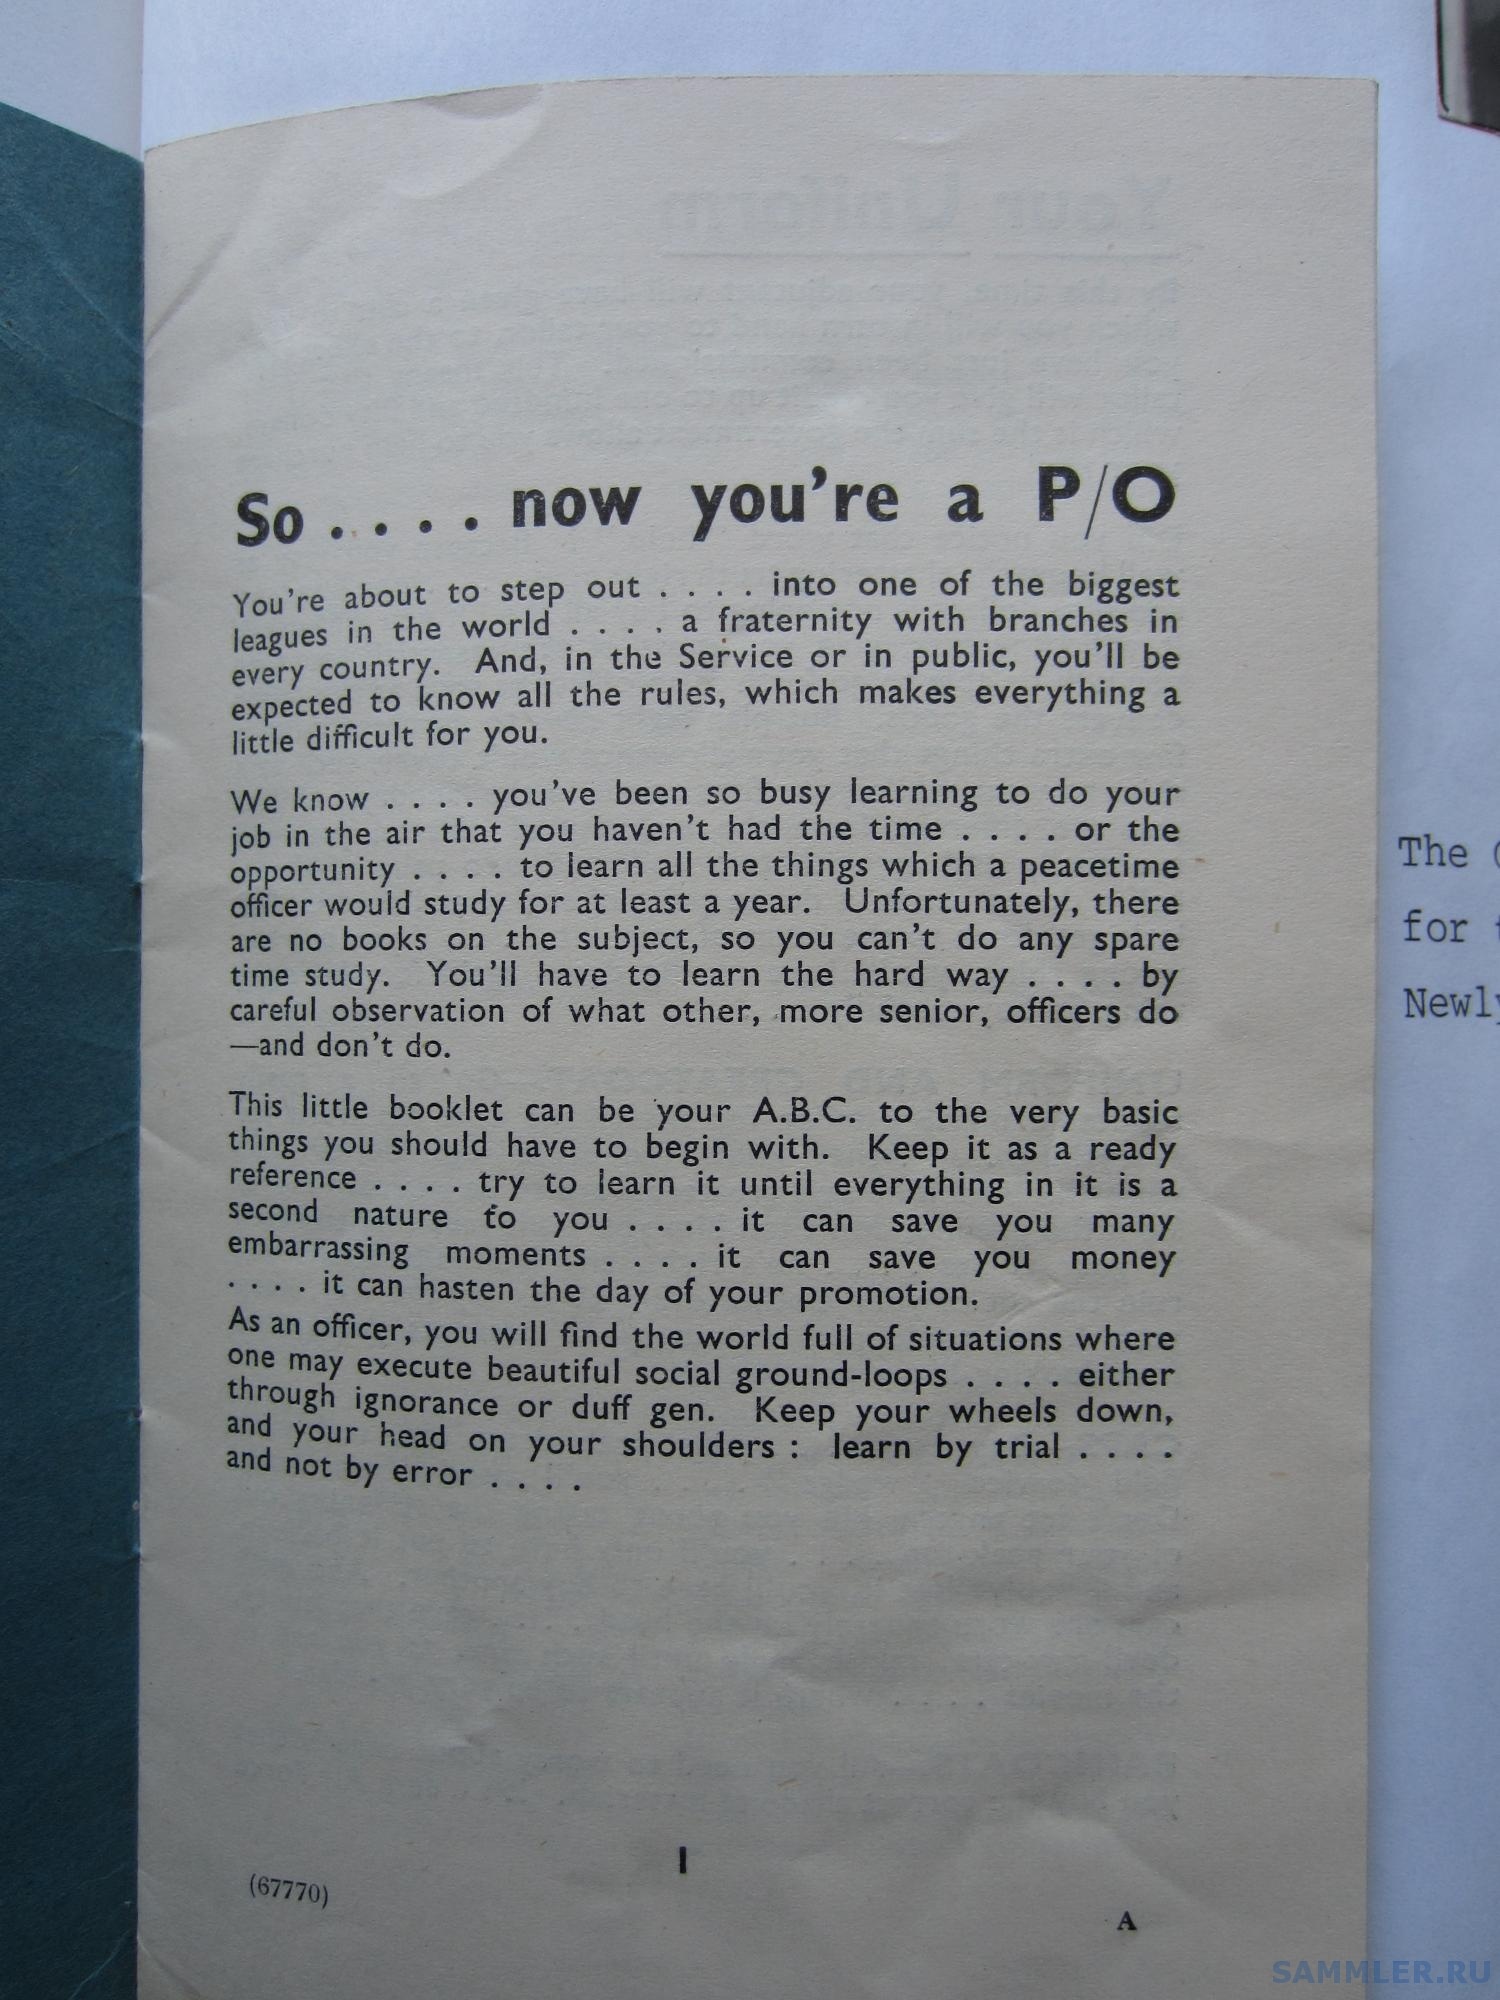 So . . . . now you're a P/O
You're about to step out . . . . into one of the biggest
leagues in the world . . . . a fraternity with branches in
every country. And, in the Service or in public, you'll be
expected to know all the rules, which makes everything a
little difficult for you.
We know . . . . you've been so busy learning to do your
job in the air that you haven't had the time . . . . or the
opportunity . . . . to learn all the things which a peacetime
officer would study for at least a year. Unfortunately, there
are no books on the subject, so you can't do any spare
time study. You'll have to learn the hard way . . . . by
careful observation of what other, more senior, officers do
—and don't do.
This little booklet can be your A.B.C. to the very basic
things you should have to begin with. Keep it as a ready
reference . . . . try to learn it until everything in it is a
second nature to you . . . . it can save you many
embarrassing moments . . . . it can save you money
. . . . it can hasten the day of your promotion.
As an officer, you will find the world full of situations where
one may execute beautiful social ground-loops . . . . either
through ignorance or duff gen. Keep your wheels down,
and your head on your shoulders : learn by trial . . . .
and not by error . . . .
1
(67770)
A
The
for
Newly
Your Uniform
SAMMLER.RU